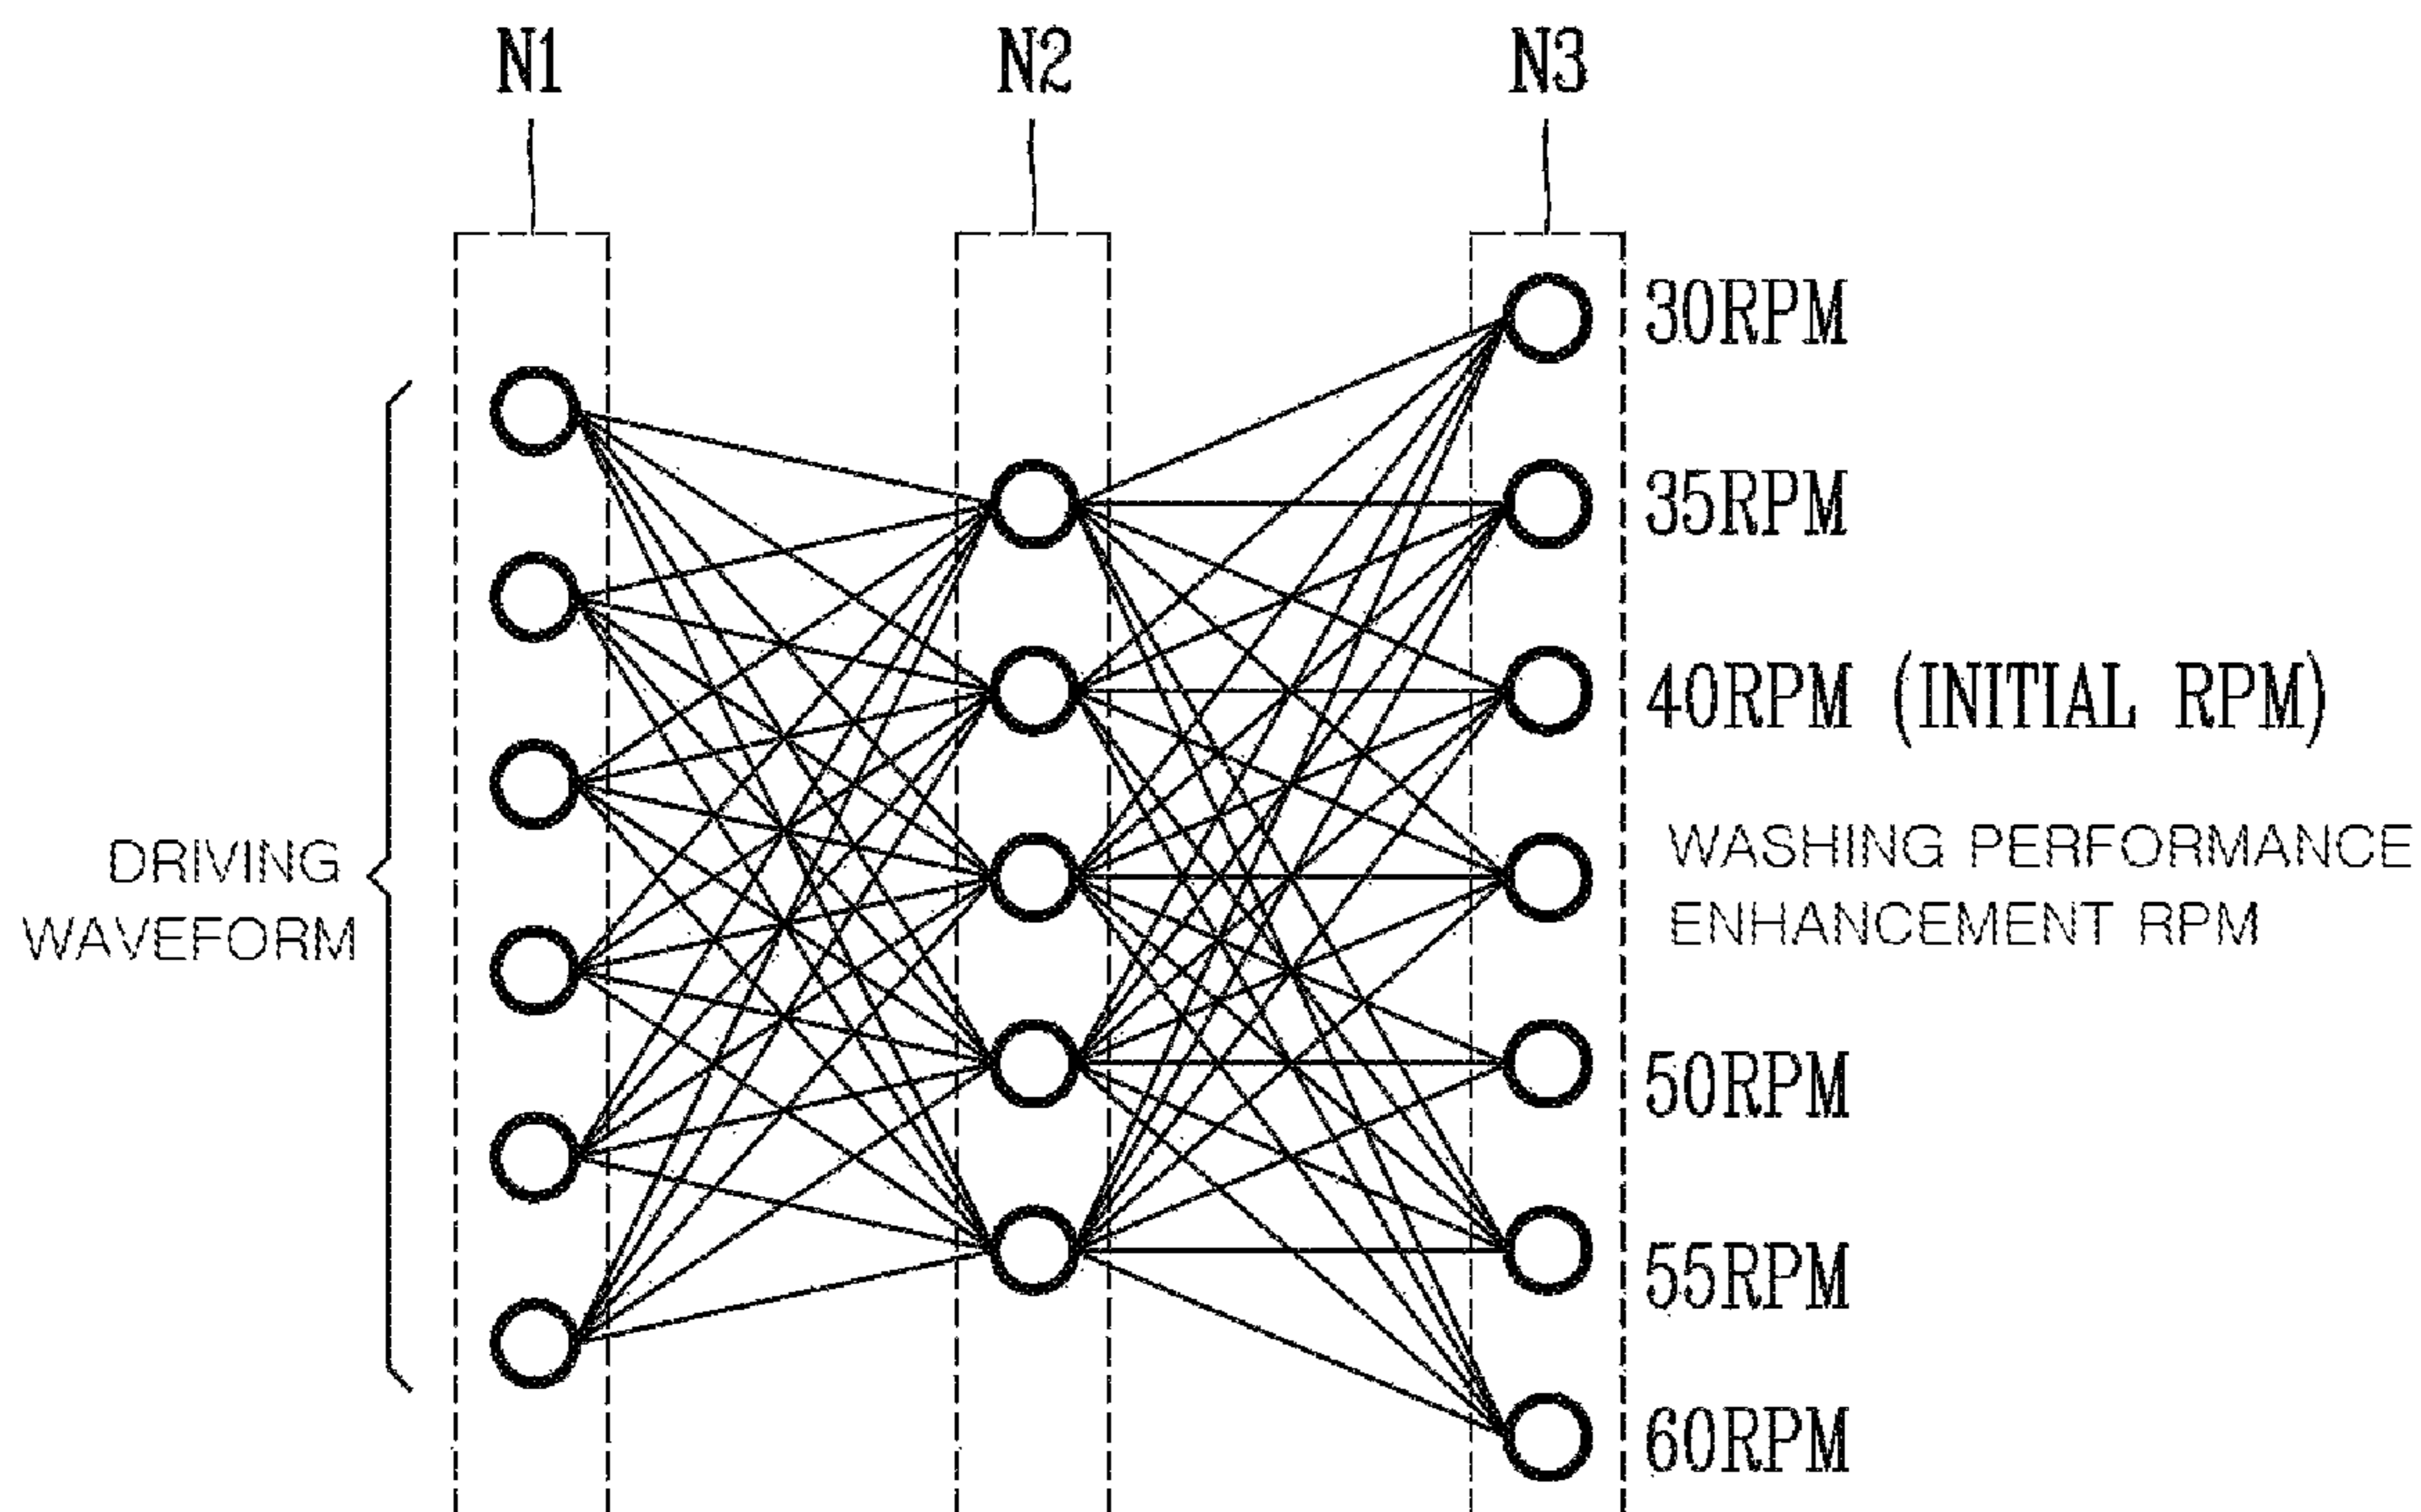 N1 N2 N3
30RPM
35RPM
40RPM (INITIAL RPM)
DRIVING
WAVEFORM
WASHING PERFORMANCE
ENHANCEMENT RPM
50RPM
55RPM
60RPM